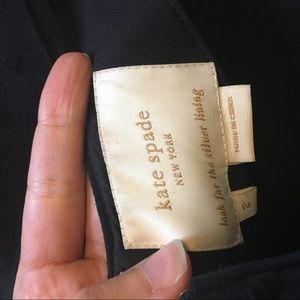 kate spade
NEW YORK
look for the silver lining
MADE IN CHINA
2